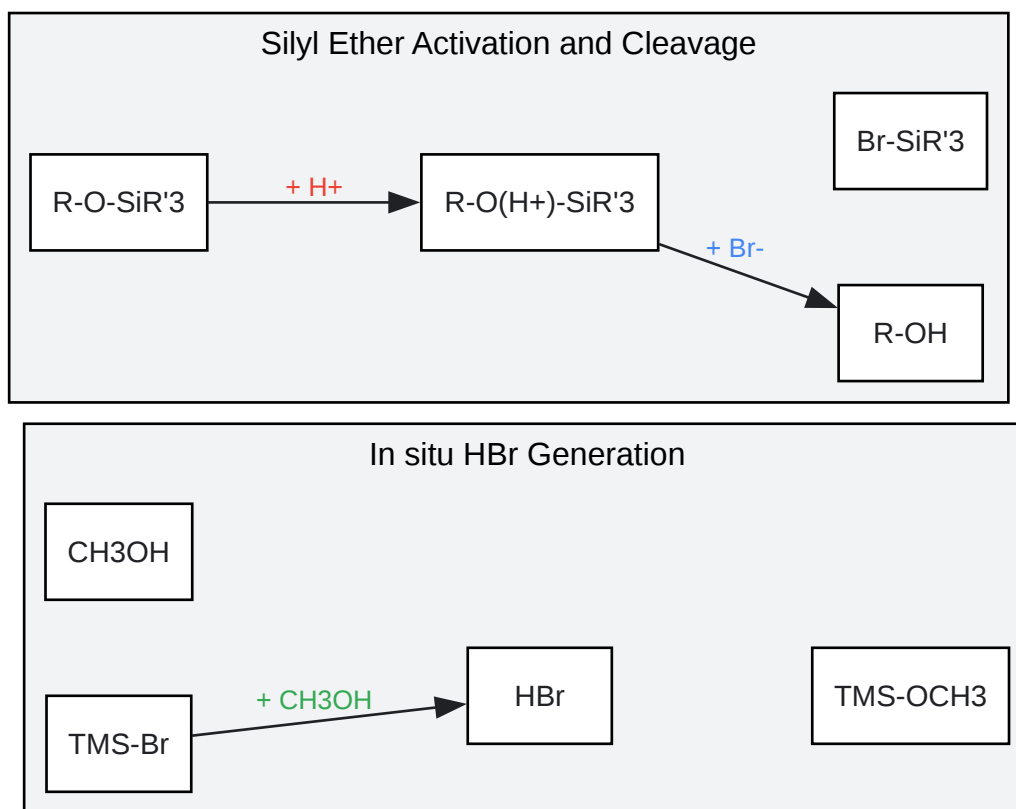 Silyl Ether Activation and Cleavage
Br-SiR'3
R-O-SiR'3
+ H+
R-O(H+)-SiR'3
+ Br-
R-OH
In situ HBr Generation
CH3OH
TMS-Br
+ CH3OH
HBr
TMS-OCH3